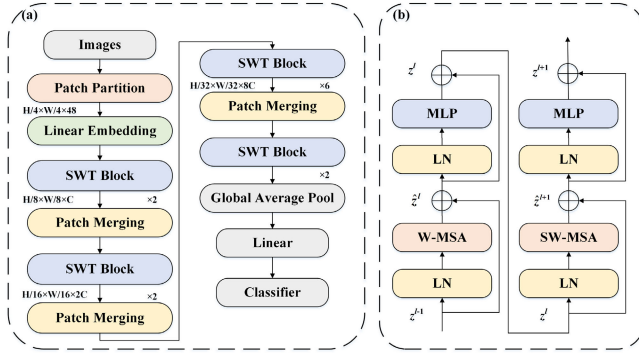 (a)
Images
Patch Partition
H/4×W/4×48
Linear Embedding
SWT Block
H/8×W/8×C ×2
Patch Merging
SWT Block
H/16×W/16×2C ×2
Patch Merging
SWT Block
H/32×W/32×8C ×6
Patch Merging
SWT Block
×2
Global Average Pool
Linear
Classifier
(b)
z^l
MLP
LN
ẑ^l
W-MSA
LN
z^{l-1}
z^{l+1}
MLP
LN
ẑ^{l+1}
SW-MSA
LN
z^l